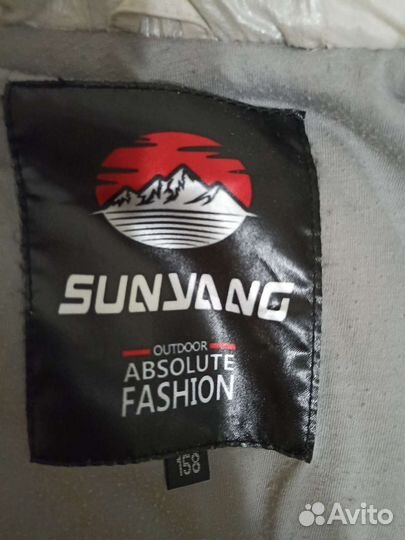 SUNYANG
OUTDOOR
ABSOLUTE
FASHION
158
Avito